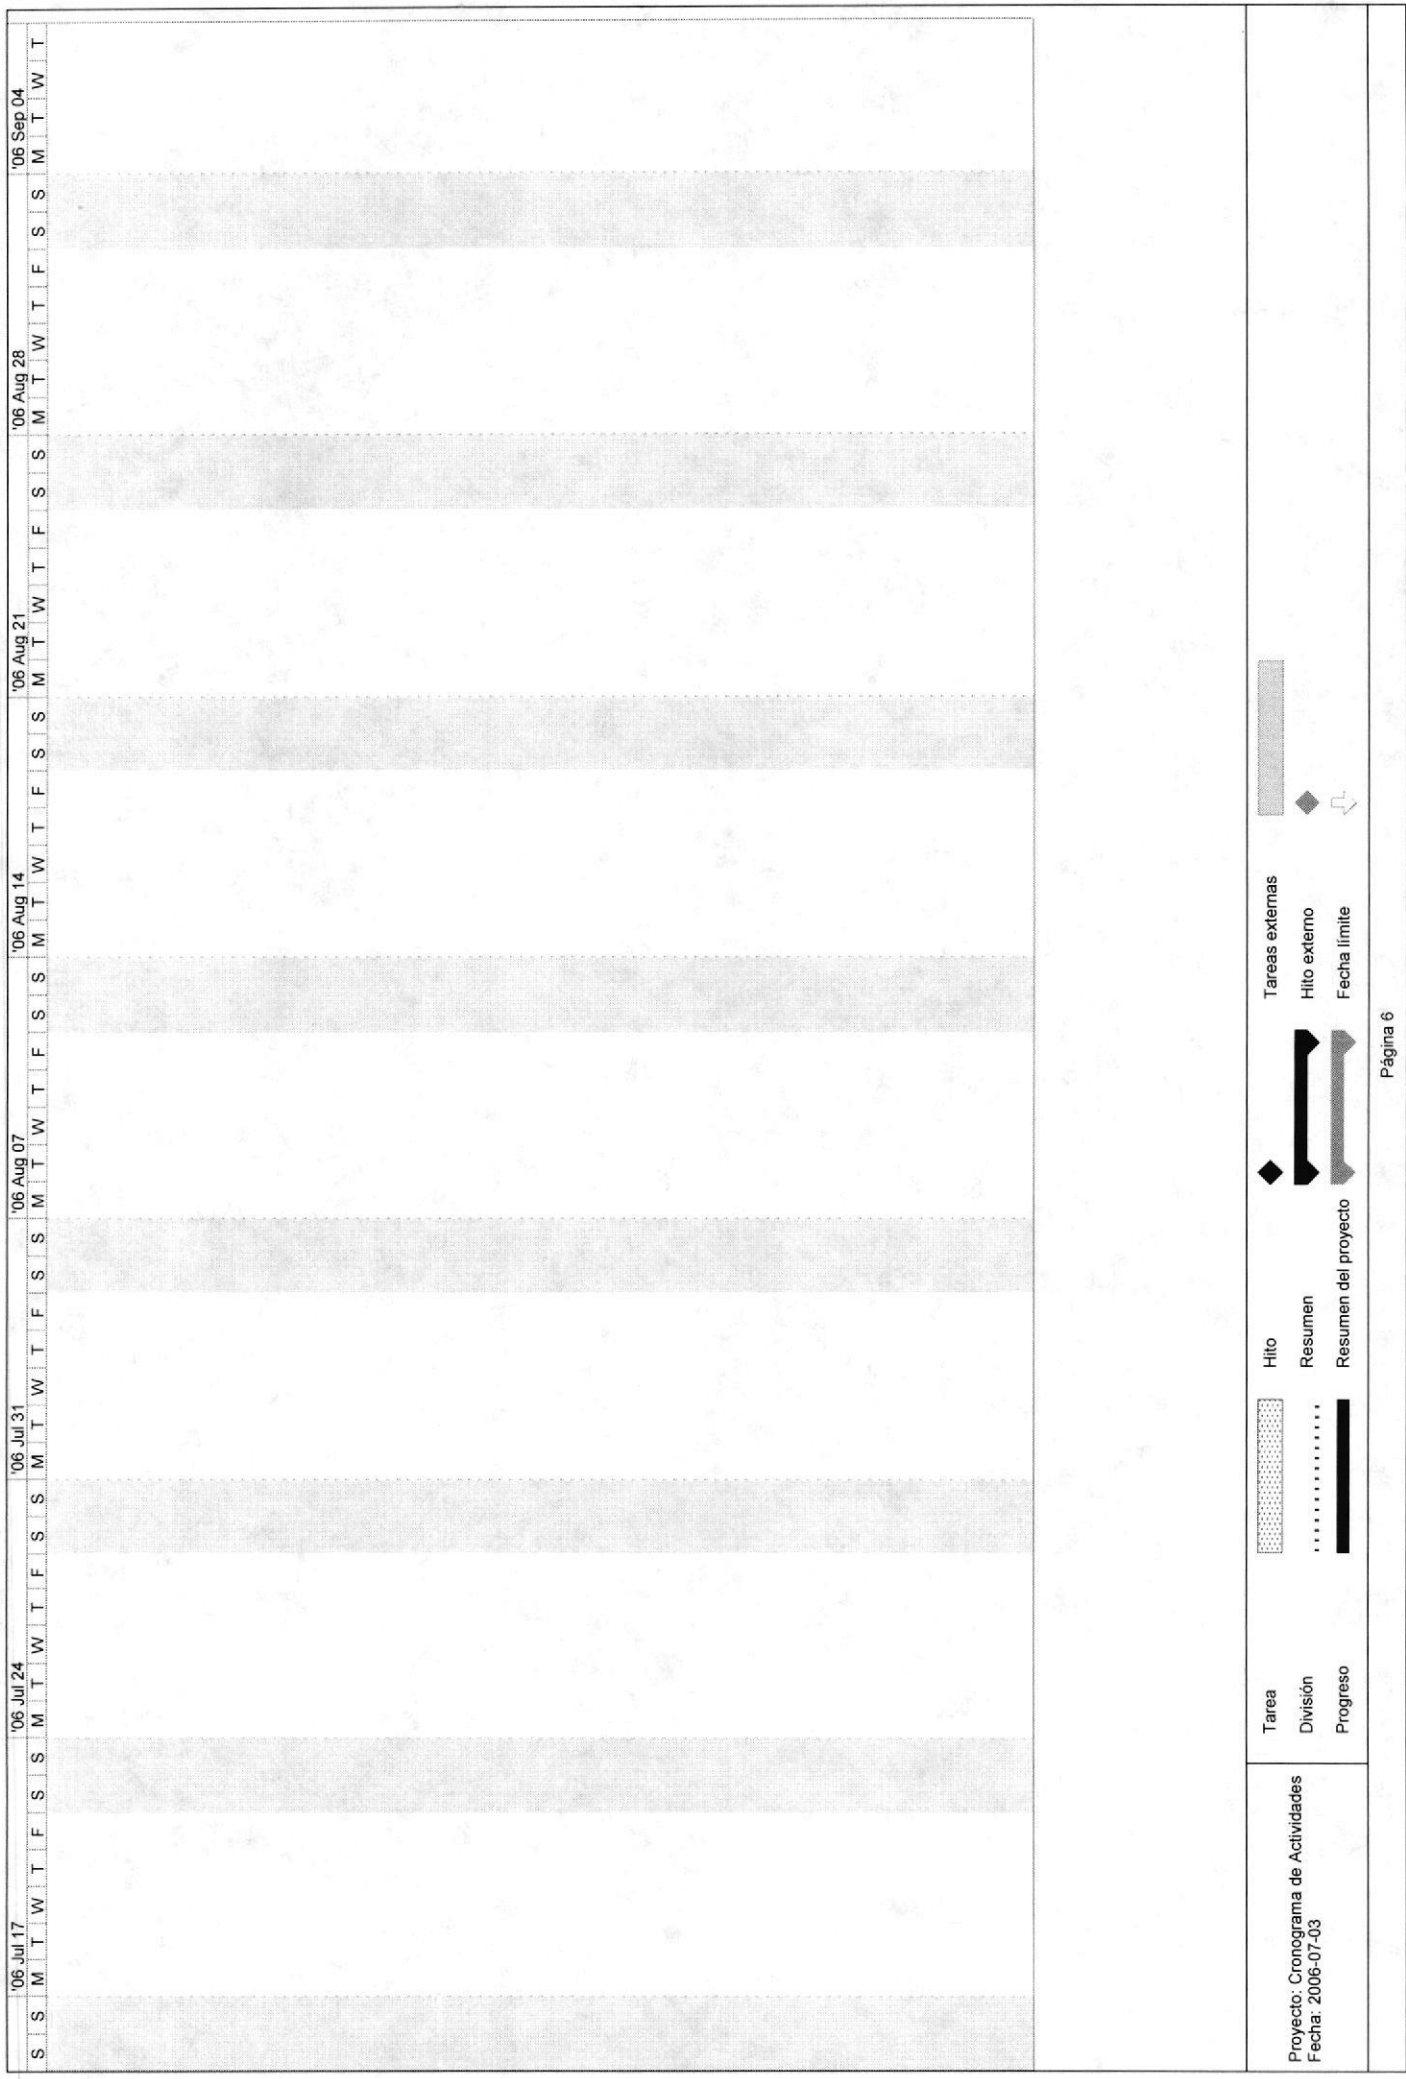 '06 Jul 17 '06 Jul 24 '06 Jul 31 '06 Aug 07 '06 Aug 14 '06 Aug 21 '06 Aug 28 '06 Sep 04
S S M T W T F S S M T W T F S S M T W T F S S M T W T F S S M T W T F S S M T W T F S S M T W T F S S M T W T
Proyecto: Cronograma de Actividades
Fecha: 2006-07-03
Tarea
División
Progreso
Hito
Resumen
Resumen del proyecto
Tareas externas
Hito externo
Fecha límite
Página 6